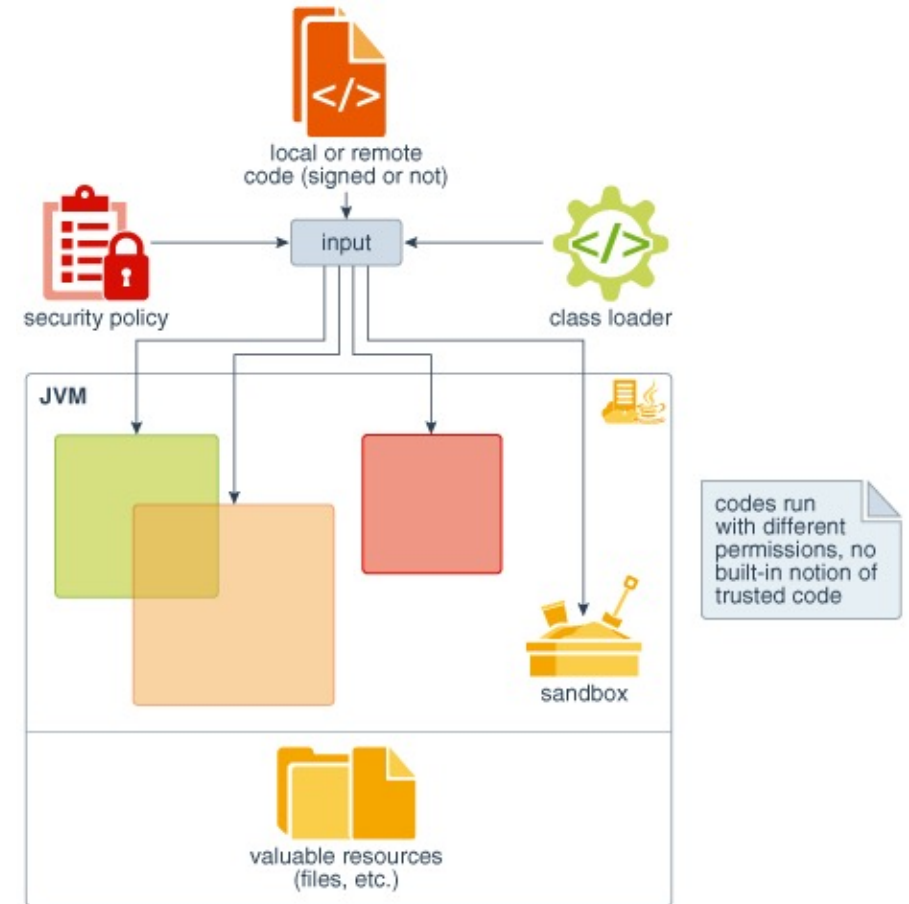 </>
local or remote
code (signed or not)
input
</>
security policy
class loader
JVM
codes run
with different
permissions, no
built-in notion of
trusted code
sandbox
valuable resources
(files, etc.)